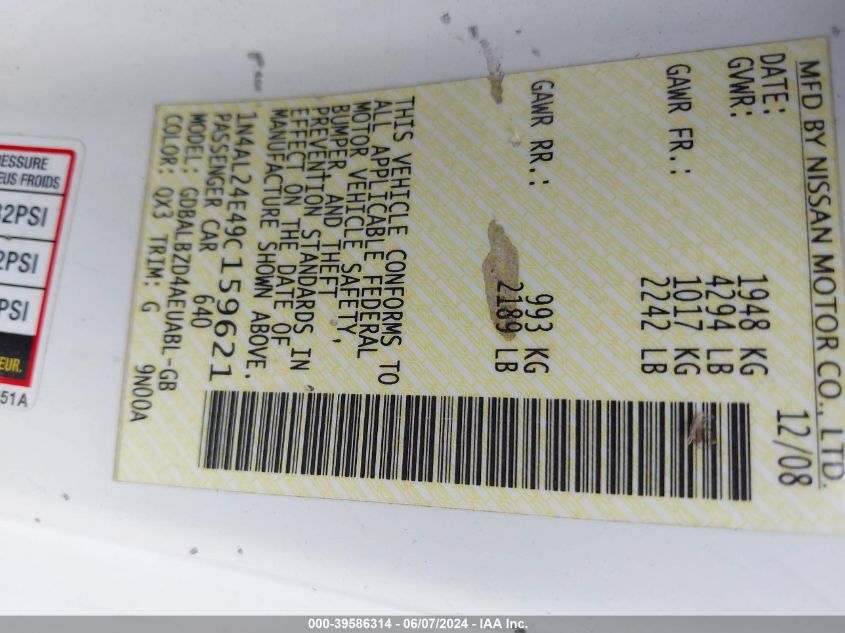 MFD BY NISSAN MOTOR CO., LTD.
DATE: 12/08
GVWR: 1948 KG
4294 LB
GAWR FR.: 1017 KG
2242 LB
GAWR RR.: 993 KG
2189 LB
THIS VEHICLE CONFORMS TO
ALL APPLICABLE FEDERAL
MOTOR VEHICLE SAFETY,
BUMPER, AND THEFT
PREVENTION STANDARDS IN
EFFECT ON THE DATE OF
MANUFACTURE SHOWN ABOVE.
1N4AL24E49C159621
PASSENGER CAR 640
MODEL: GDBALBZD4AEUABL-GB
COLOR: QX3 TRIM: G 9N00A
RESSURE
EUS FROIDS
32PSI
2PSI
PSI
EUR.
51A
000-39586314 - 06/07/2024 - IAA Inc.